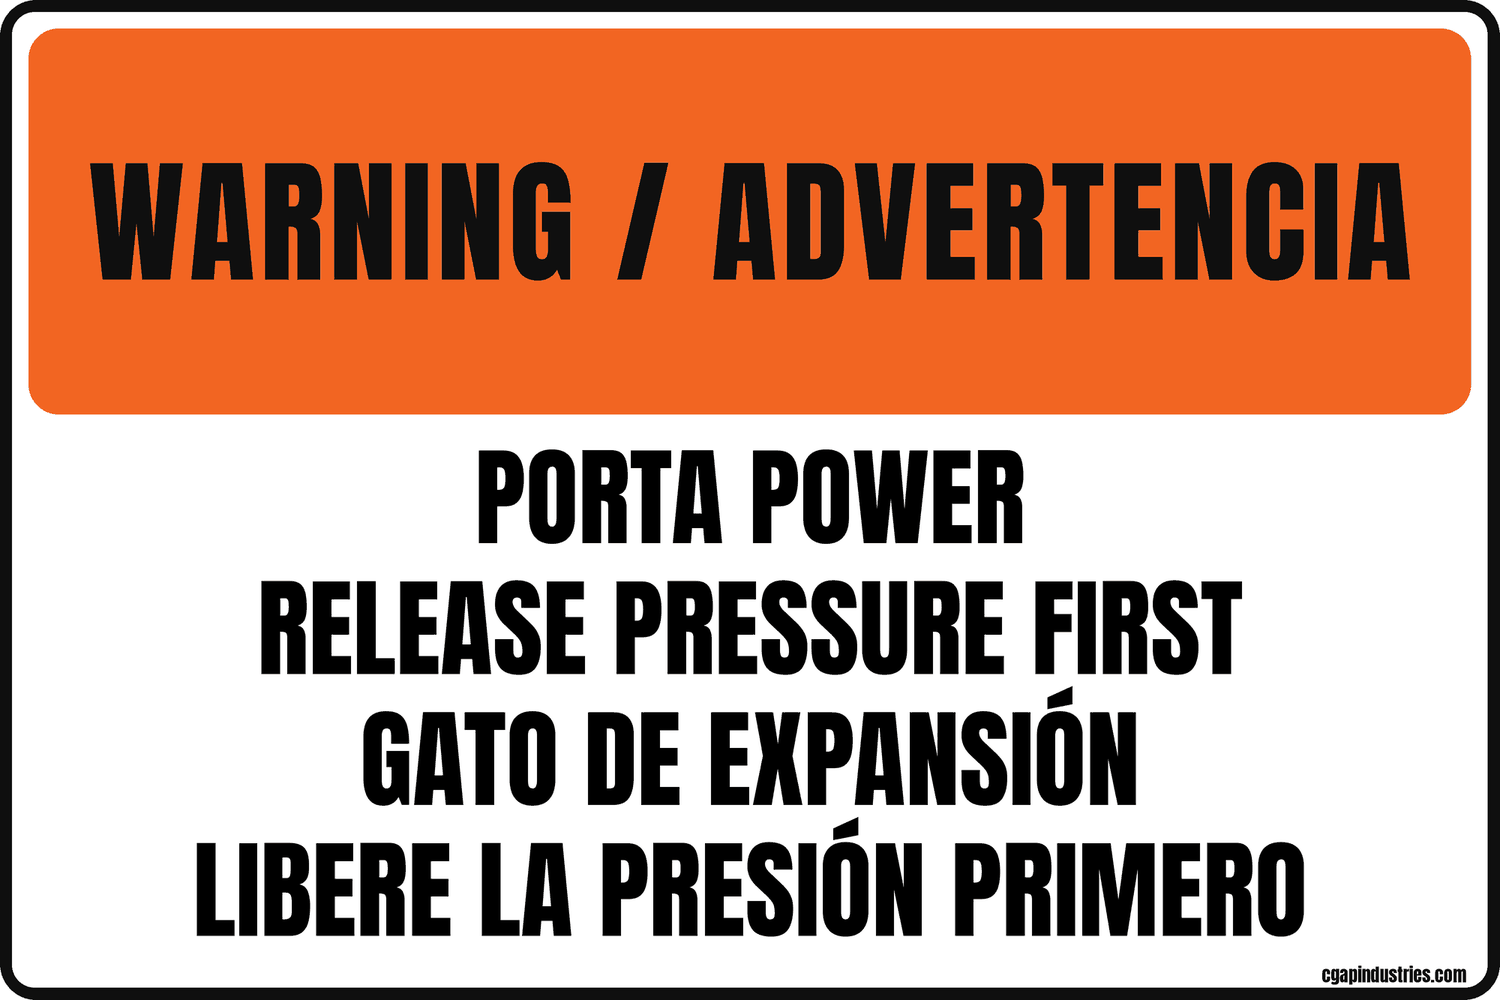 WARNING / ADVERTENCIA
PORTA POWER
RELEASE PRESSURE FIRST
GATO DE EXPANSIÓN
LIBERE LA PRESIÓN PRIMERO
cgapindustries.com